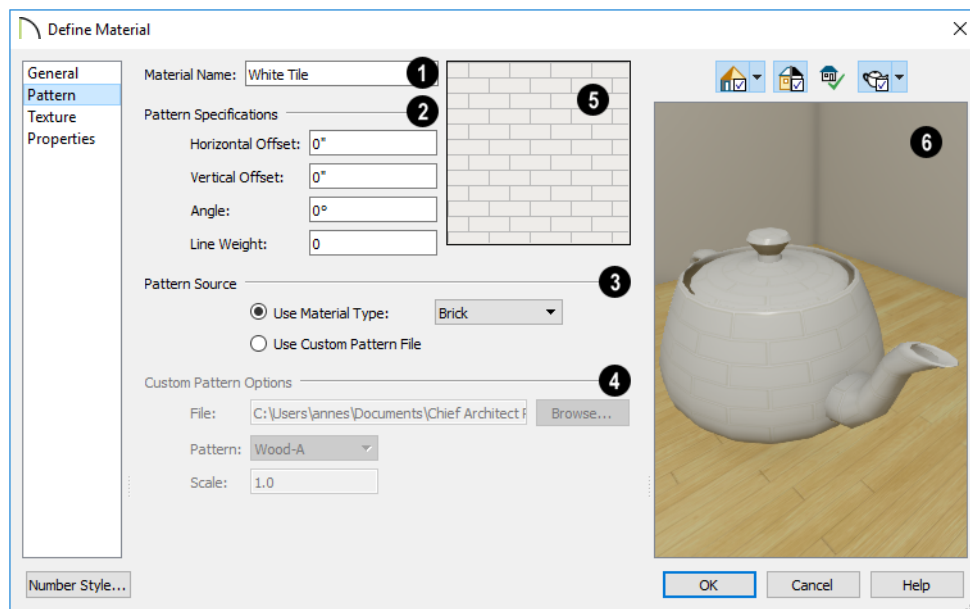 Define Material
General
Pattern
Texture
Properties
Material Name: White Tile 1
Pattern Specifications 2
Horizontal Offset: 0"
Vertical Offset: 0"
Angle: 0°
Line Weight: 0
5
6
Pattern Source 3
Use Material Type: Brick
Use Custom Pattern File
Custom Pattern Options 4
File: C:\Users\annes\Documents\Chief Architect Browse...
Pattern: Wood-A
Scale: 1.0
Number Style...
OK Cancel Help